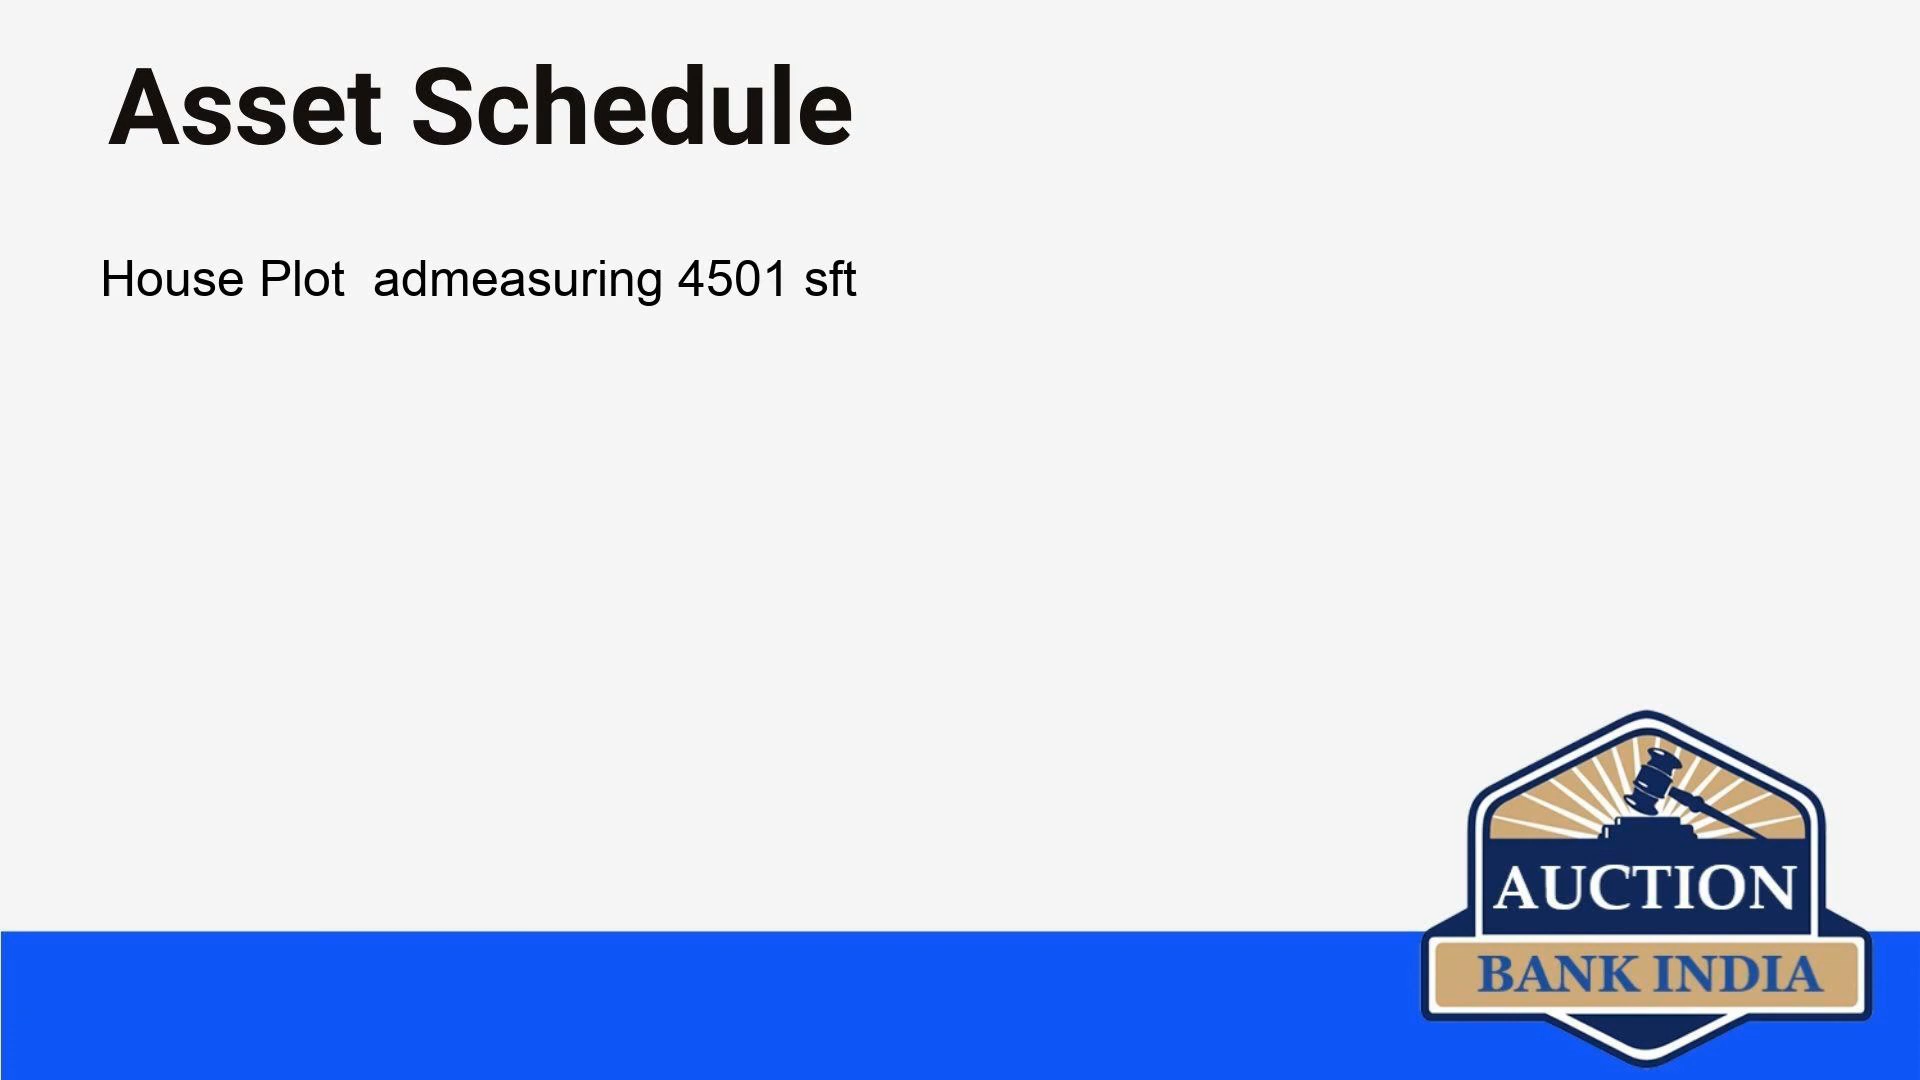 Asset Schedule
House Plot  admeasuring 4501 sft
AUCTION
BANK INDIA